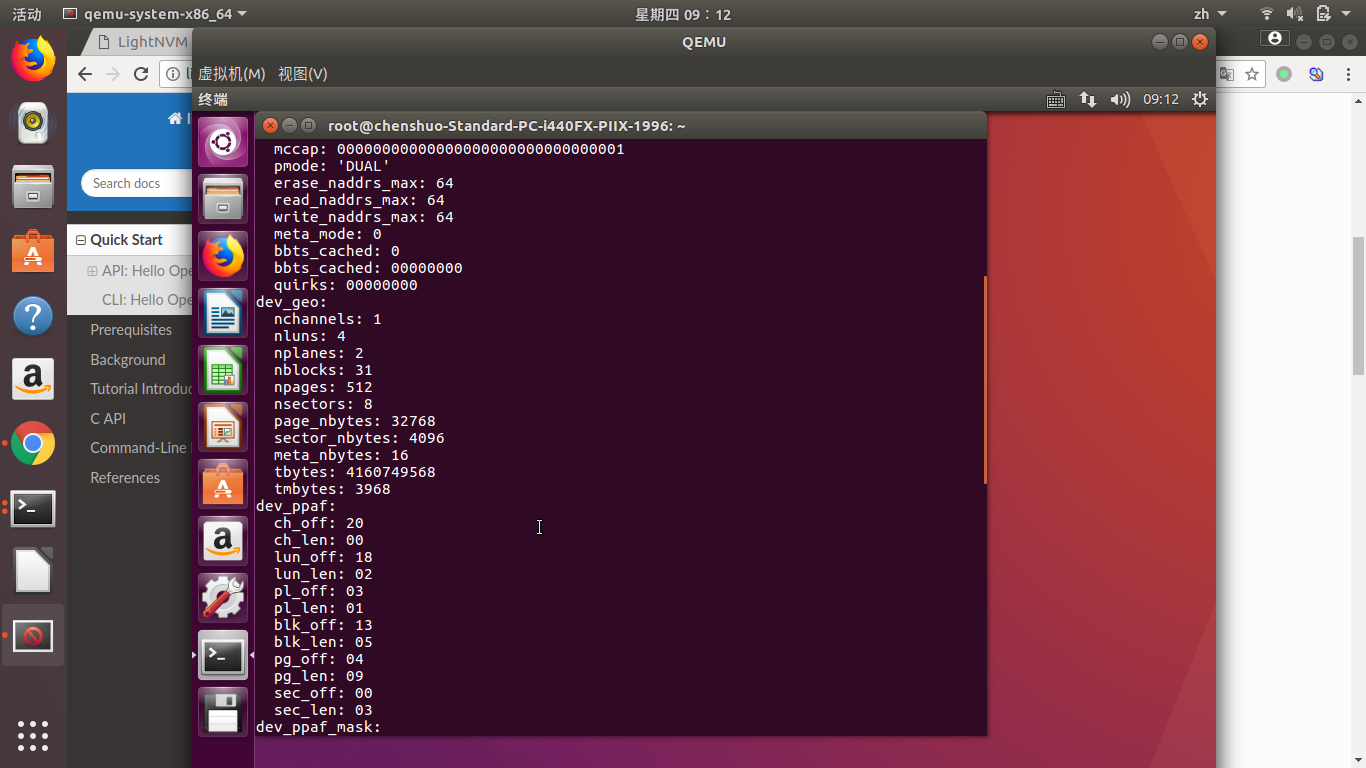 活动 qemu-system-x86_64 星期四 09：12 zh
LightNVM
QEMU
虚拟机(M) 视图(V)
终端 09:12
root@chenshuo-Standard-PC-i440FX-PIIX-1996: ~
Search docs
Quick Start
API: Hello Ope
CLI: Hello Ope
Prerequisites
Background
Tutorial Introduc
C API
Command-Line
References
mccap: 00000000000000000000000000000001
pmode: 'DUAL'
erase_naddrs_max: 64
read_naddrs_max: 64
write_naddrs_max: 64
meta_mode: 0
bbts_cached: 0
bbts_cached: 00000000
quirks: 00000000
dev_geo:
nchannels: 1
nluns: 4
nplanes: 2
nblocks: 31
npages: 512
nsectors: 8
page_nbytes: 32768
sector_nbytes: 4096
meta_nbytes: 16
tbytes: 4160749568
tmbytes: 3968
dev_ppaf:
ch_off: 20
ch_len: 00
lun_off: 18
lun_len: 02
pl_off: 03
pl_len: 01
blk_off: 13
blk_len: 05
pg_off: 04
pg_len: 09
sec_off: 00
sec_len: 03
dev_ppaf_mask: